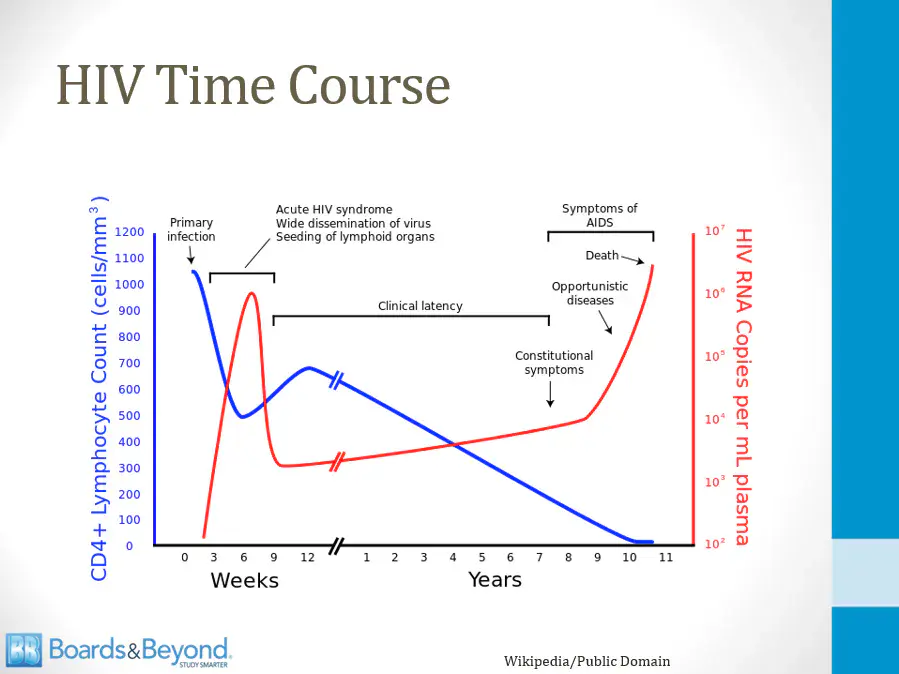 HIV Time Course
CD4+ Lymphocyte Count (cells/mm³)
1200
1100
1000
900
800
700
600
500
400
300
200
100
0
Primary
infection
Acute HIV syndrome
Wide dissemination of virus
Seeding of lymphoid organs
Clinical latency
Symptoms of
AIDS
Death
Opportunistic
diseases
Constitutional
symptoms
10⁷
10⁶
10⁵
10⁴
10³
10²
HIV RNA Copies per mL plasma
0 3 6 9 12 1 2 3 4 5 6 7 8 9 10 11
Weeks Years
BB Boards&Beyond.
STUDY SMARTER
Wikipedia/Public Domain